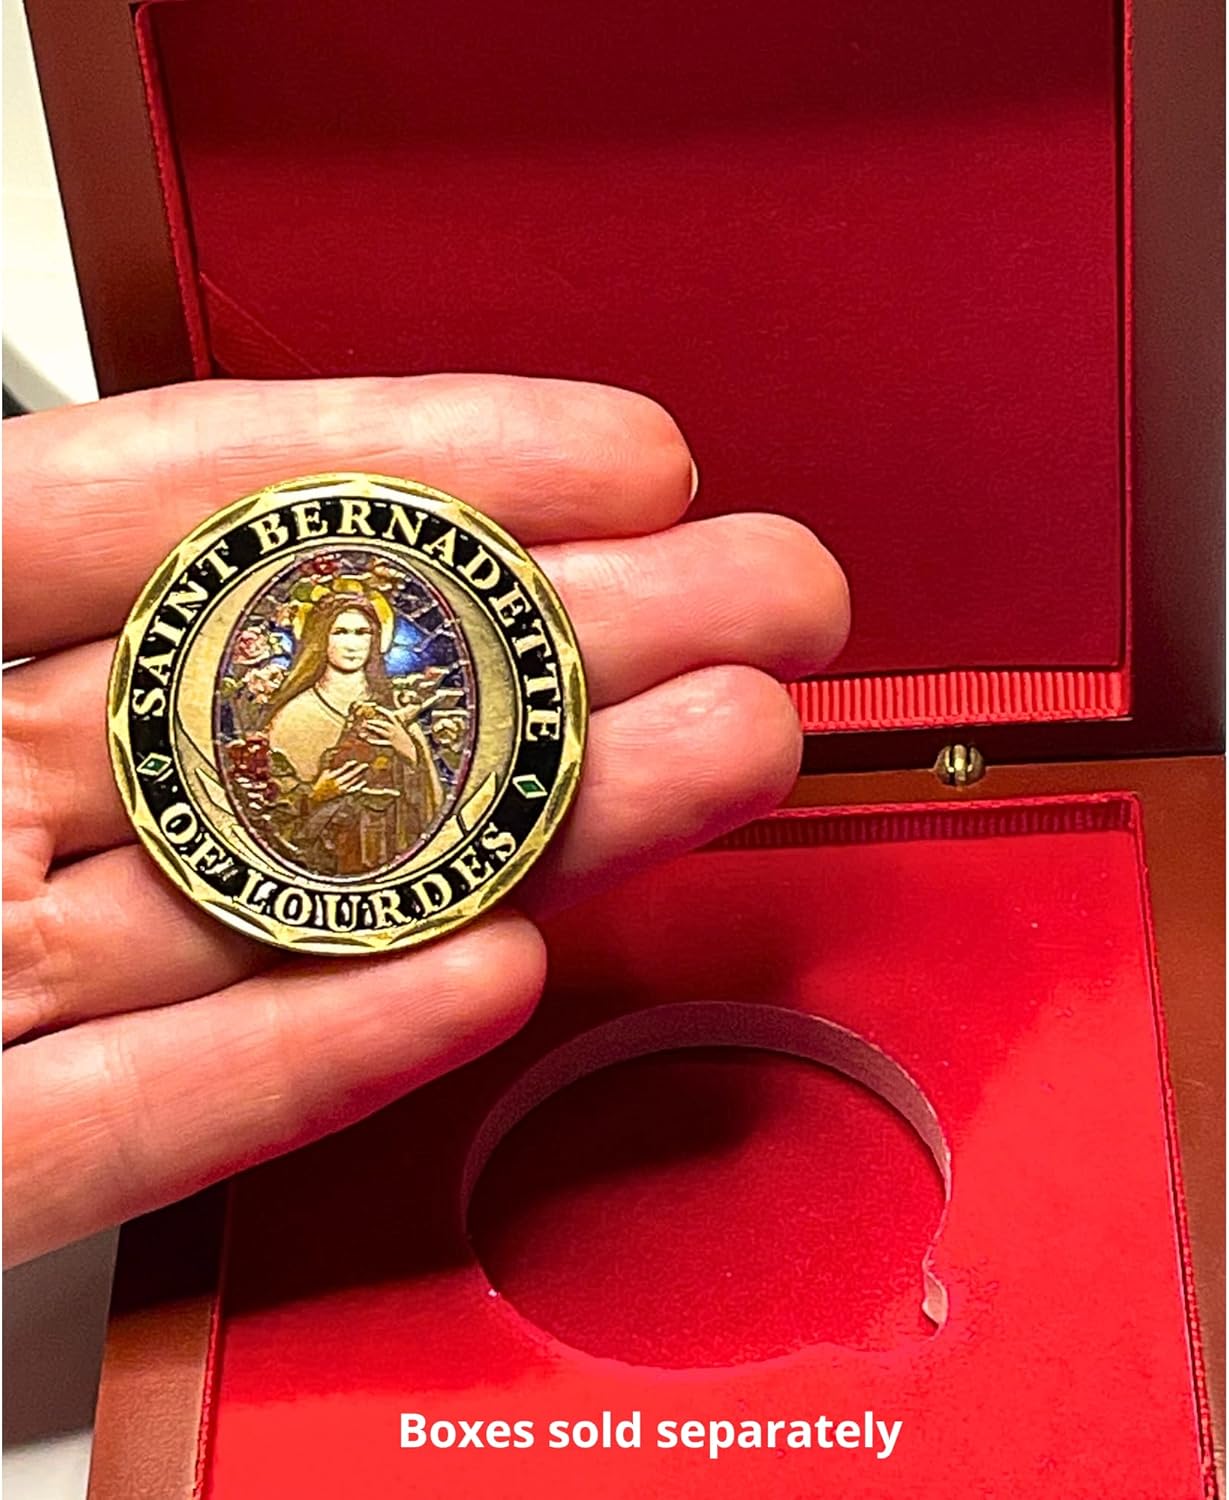 SAINT BERNADETTE
OF LOURDES
Boxes sold separately